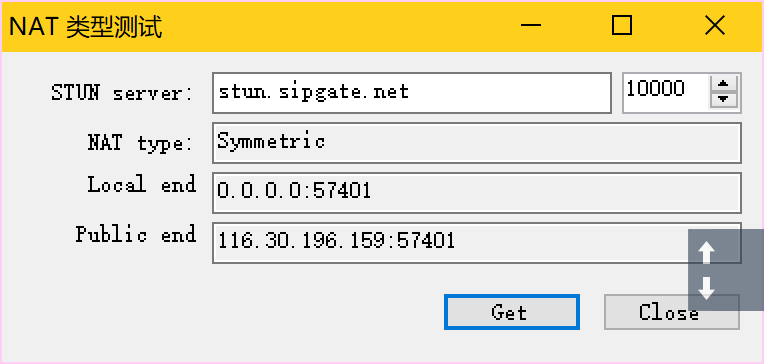 NAT 类型测试
STUN server: stun.sipgate.net 10000
NAT type: Symmetric
Local end 0.0.0.0:57401
Public end 116.30.196.159:57401
Get Close